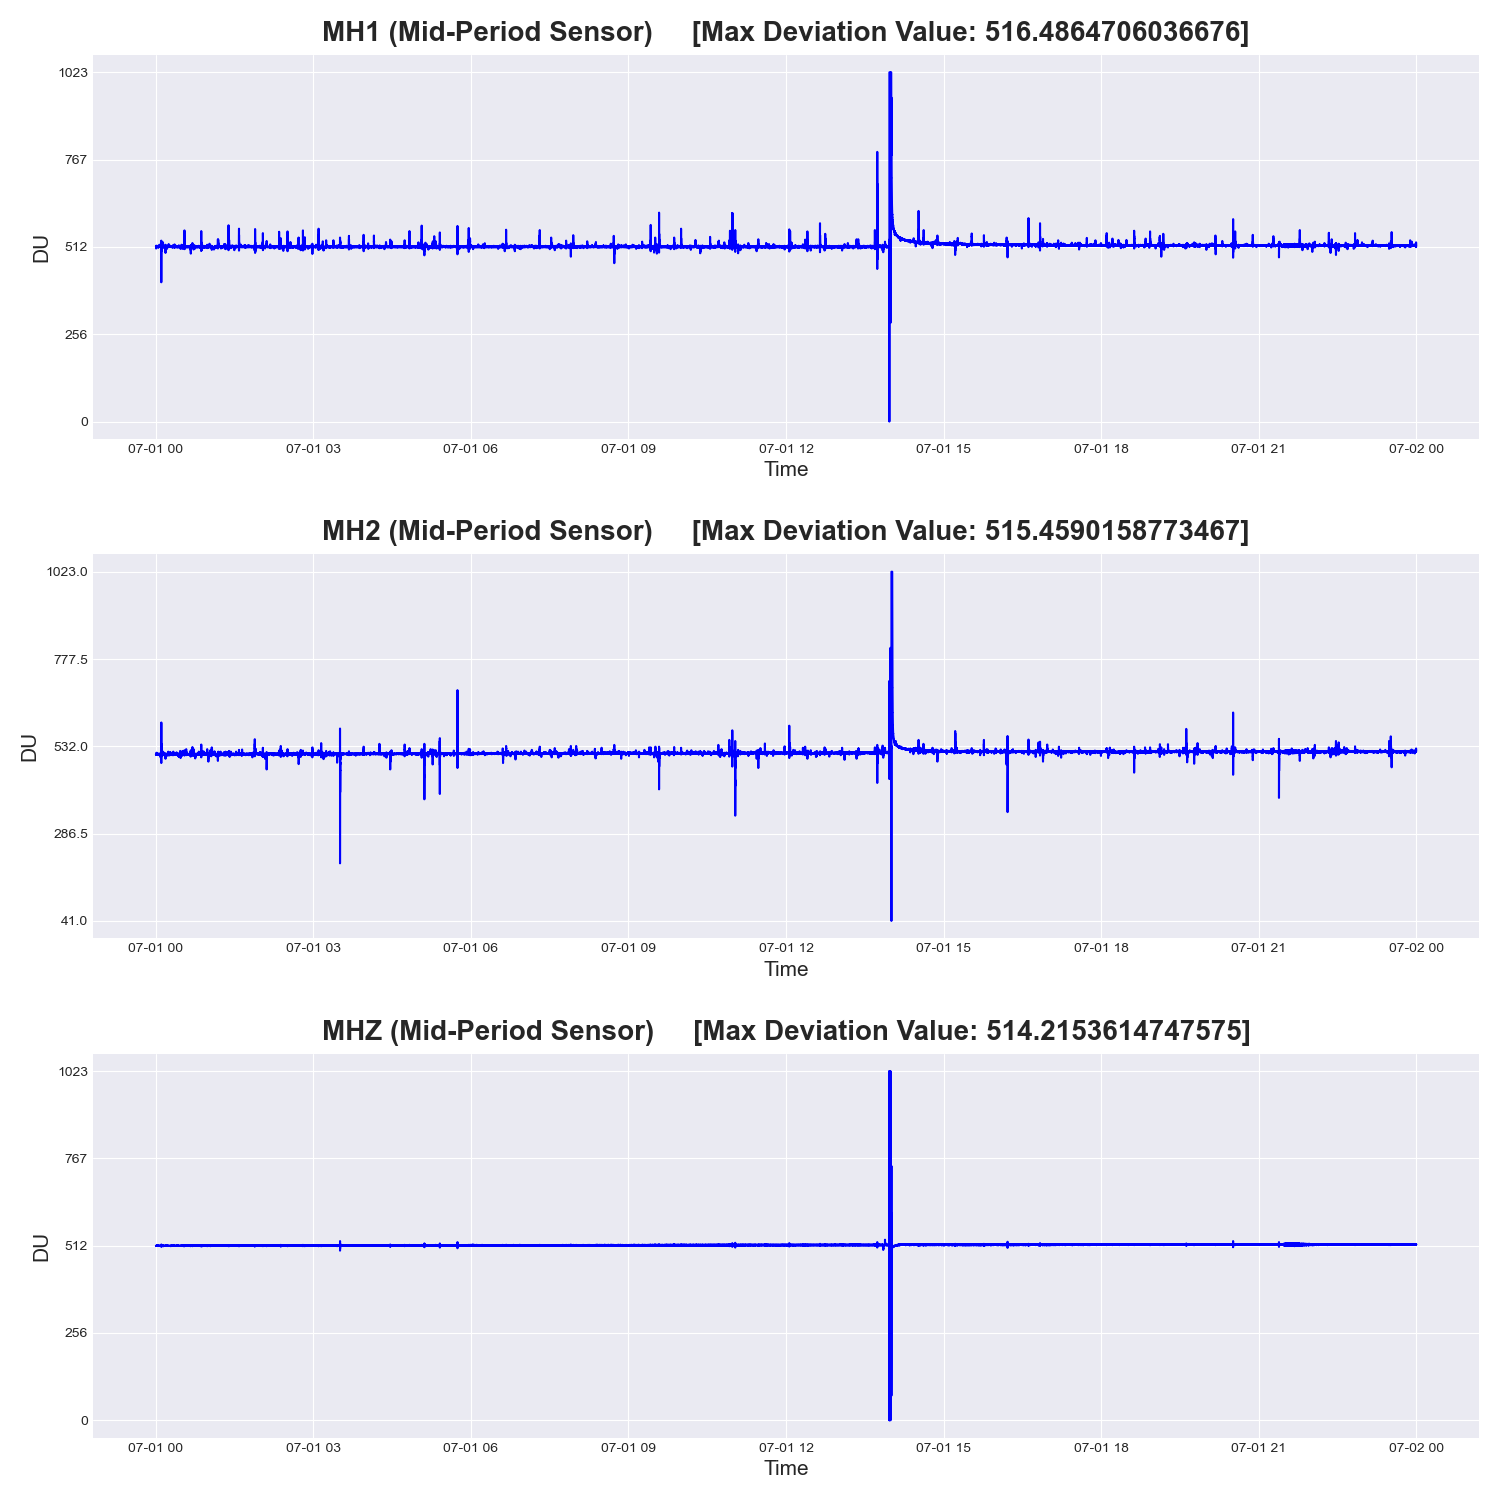 MH1 (Mid-Period Sensor) [Max Deviation Value: 516.4864706036676]
1023
767
512
256
0
DU
07-01 00 07-01 03 07-01 06 07-01 09 07-01 12 07-01 15 07-01 18 07-01 21 07-02 00
Time
MH2 (Mid-Period Sensor) [Max Deviation Value: 515.4590158773467]
1023.0
777.5
532.0
286.5
41.0
DU
07-01 00 07-01 03 07-01 06 07-01 09 07-01 12 07-01 15 07-01 18 07-01 21 07-02 00
Time
MHZ (Mid-Period Sensor) [Max Deviation Value: 514.2153614747575]
1023
767
512
256
0
DU
07-01 00 07-01 03 07-01 06 07-01 09 07-01 12 07-01 15 07-01 18 07-01 21 07-02 00
Time